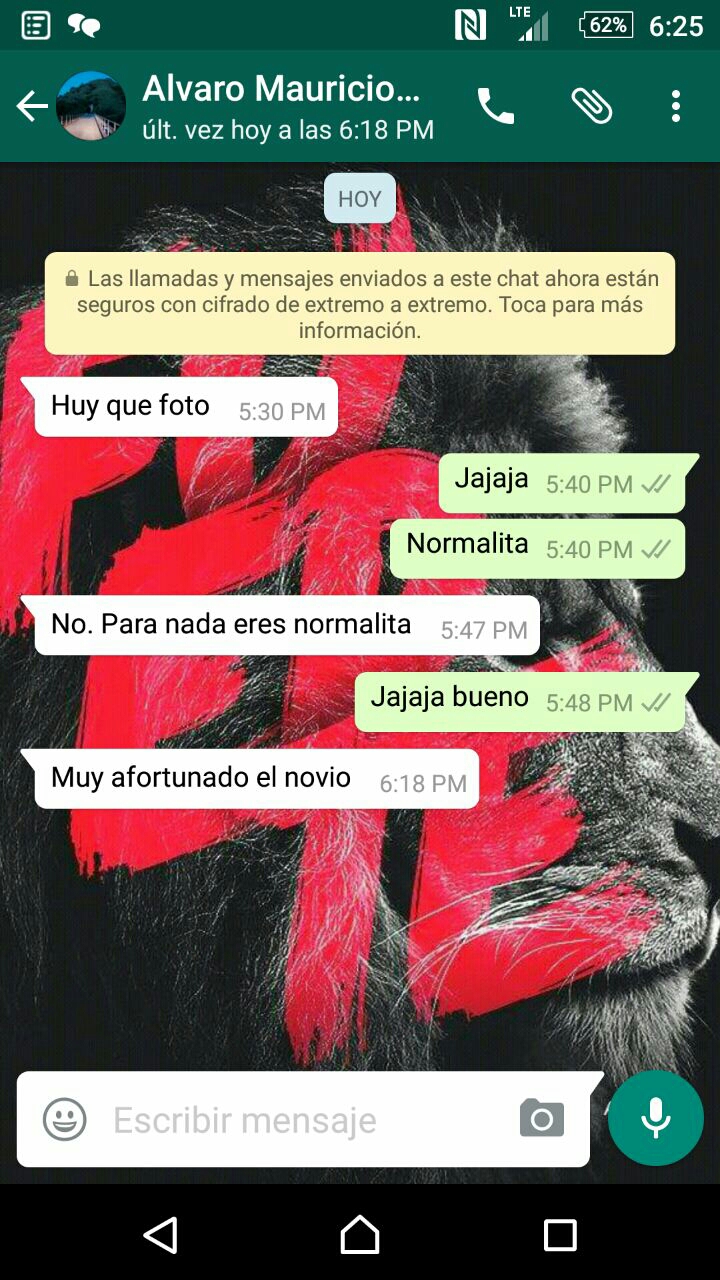 LTE
62%
6:25
Alvaro Mauricio...
últ. vez hoy a las 6:18 PM
HOY
Las llamadas y mensajes enviados a este chat ahora están
seguros con cifrado de extremo a extremo. Toca para más
información.
Huy que foto 5:30 PM
Jajaja 5:40 PM
Normalita 5:40 PM
No. Para nada eres normalita 5:47 PM
Jajaja bueno 5:48 PM
Muy afortunado el novio 6:18 PM
Escribir mensaje